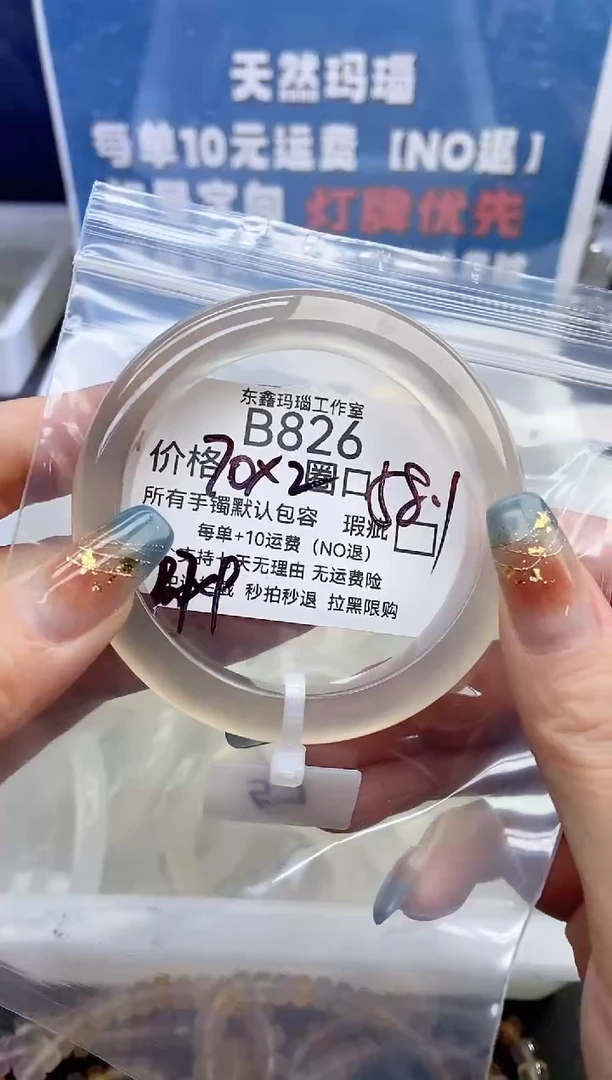 天然玛瑙
每单10元运费【NO退】
灯牌优先
东鑫玛瑙工作室
B826
价格70×2 圈口58.1
所有手镯默认包容 瑕疵
每单+10运费（NO退）
天无理由 无运费险
秒拍秒退 拉黑限购